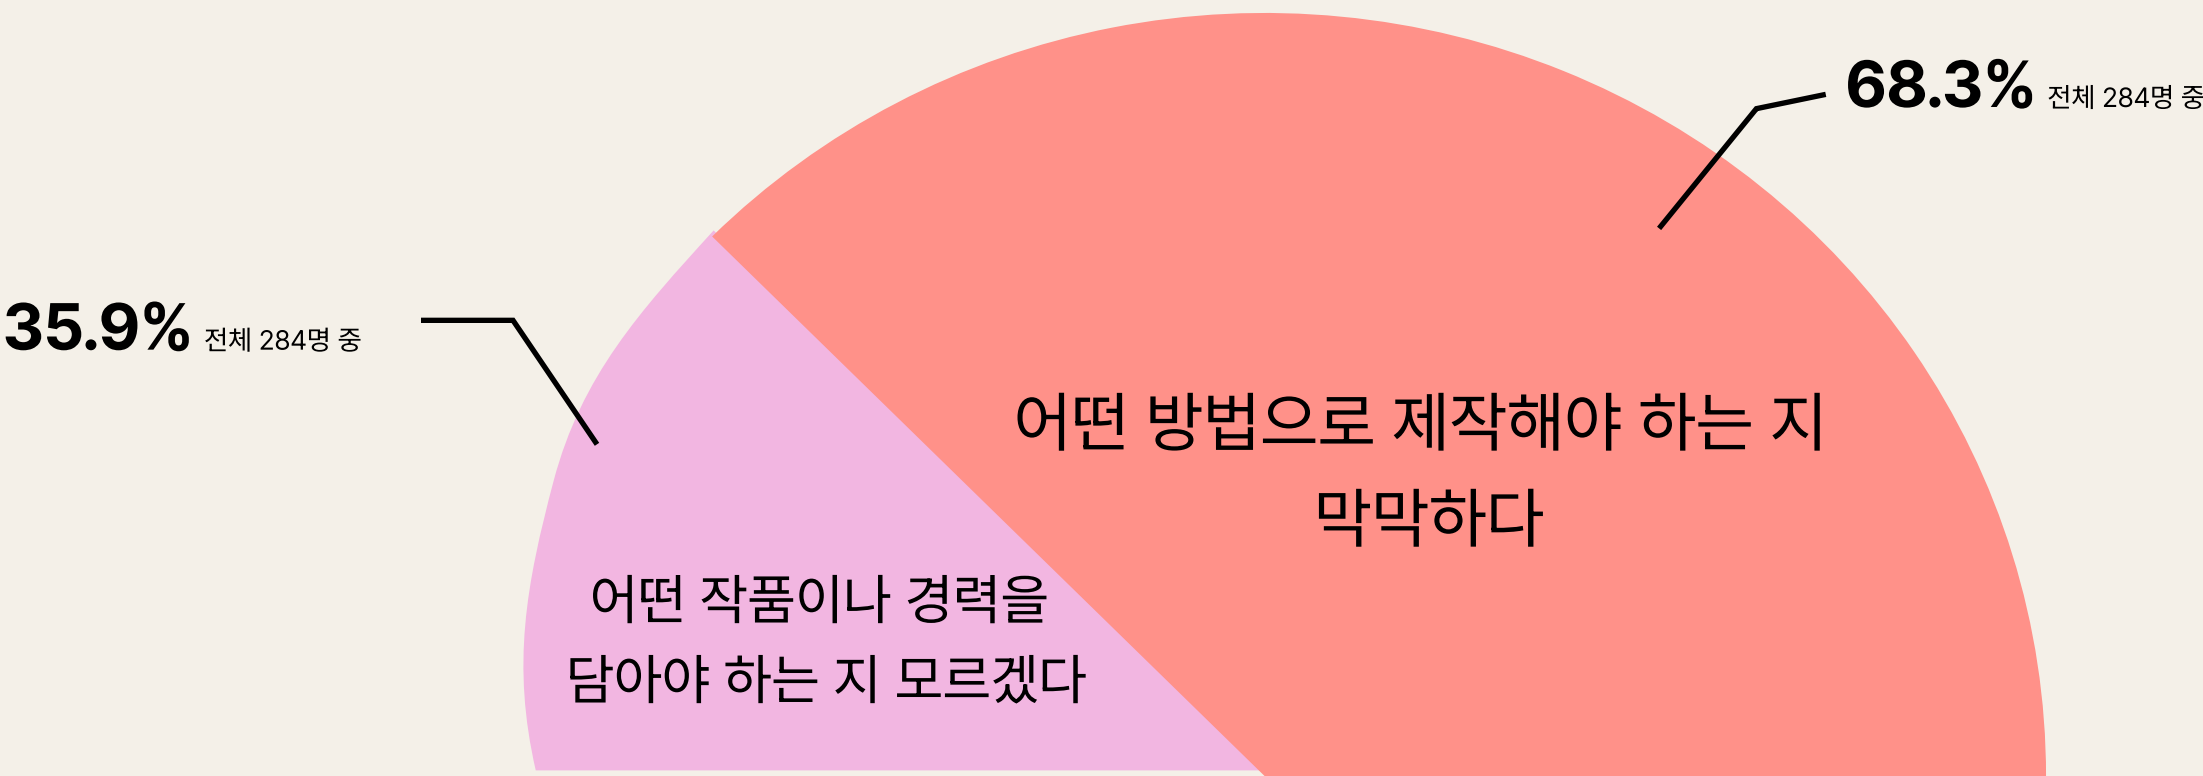 68.3% 전체 284명 중
35.9% 전체 284명 중
어떤 방법으로 제작해야 하는 지
막막하다
어떤 작품이나 경력을
담아야 하는 지 모르겠다